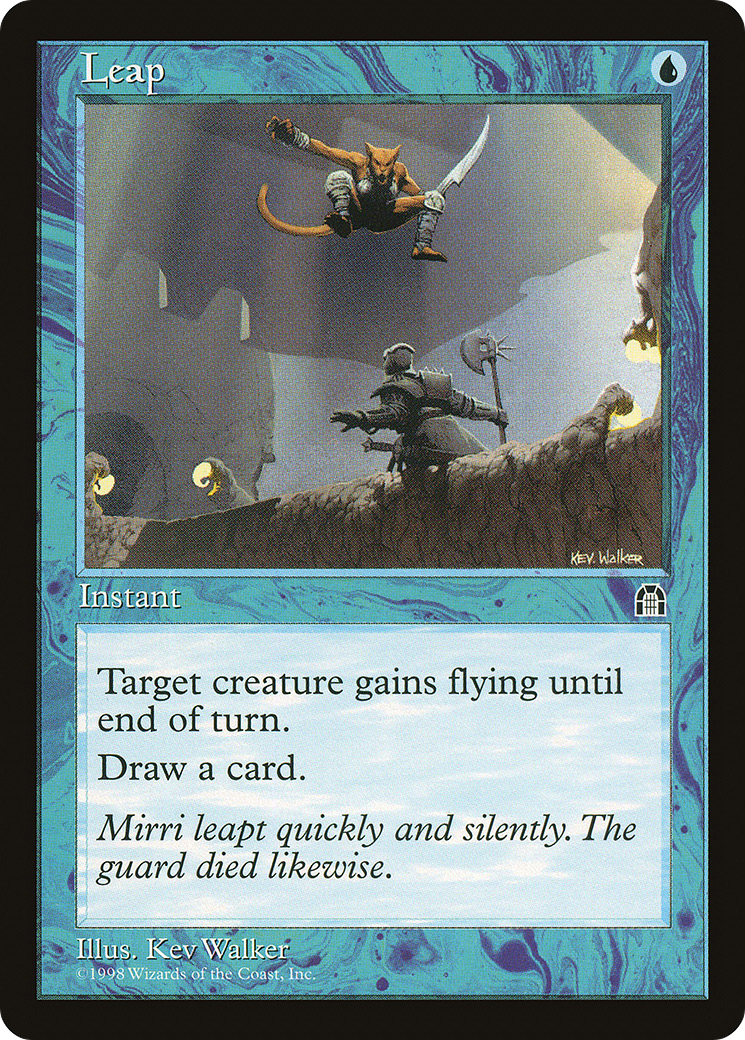 Leap
KEV. WalkER
Instant
Target creature gains flying until
end of turn.
Draw a card.
Mirri leapt quickly and silently. The
guard died likewise.
Illus. Kev Walker
©1998 Wizards of the Coast, Inc.